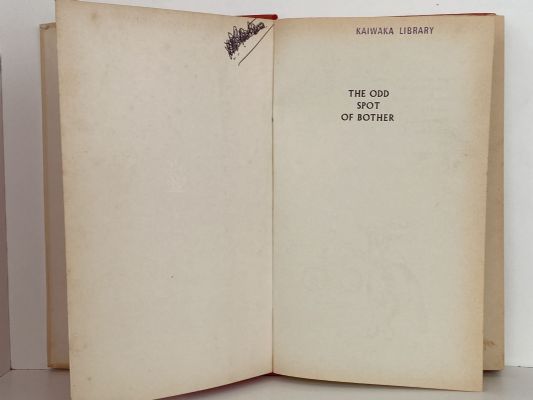 KAIWAKA LIBRARY
THE ODD
SPOT
OF BOTHER